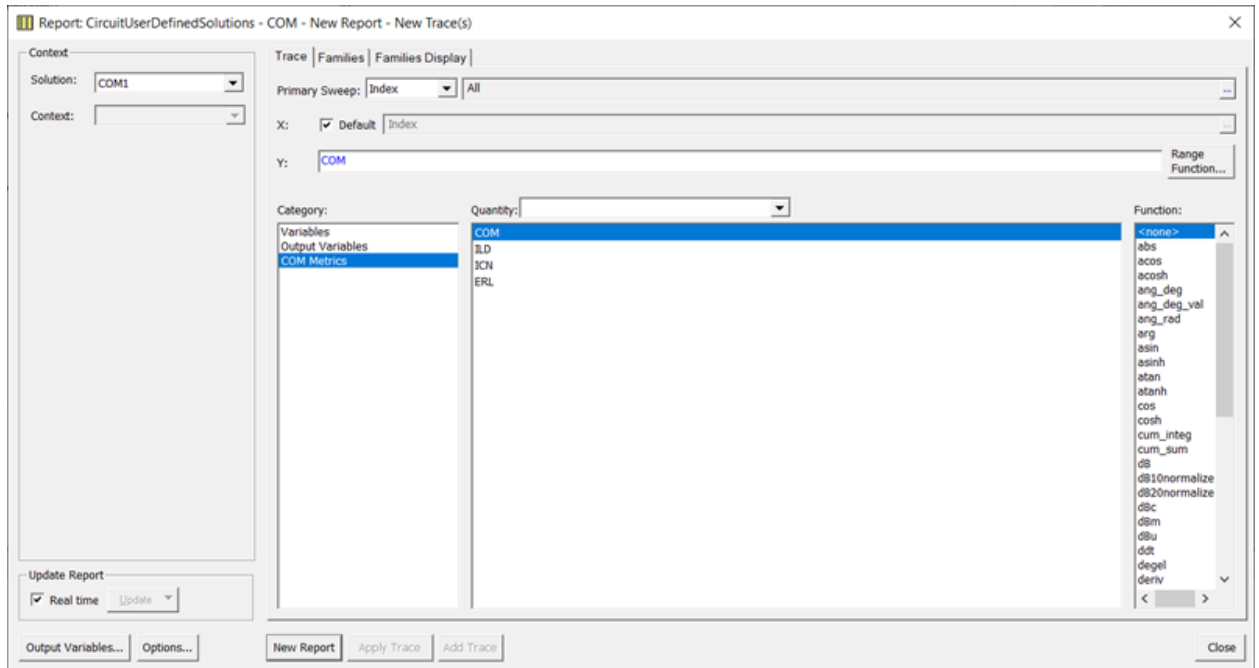 Report: CircuitUserDefinedSolutions - COM - New Report - New Trace(s)
Context
Solution: COM1
Context:
Trace Families Families Display
Primary Sweep: Index All ...
X: Default Index ...
Y: COM
Range Function...
Category:
Variables
Output Variables
COM Metrics
Quantity:
COM
ILD
ICN
ERL
Function:
<none>
abs
acos
acosh
ang_deg
ang_deg_val
ang_rad
arg
asin
asinh
atan
atanh
cos
cosh
cum_integ
cum_sum
dB
dB10normalize
dB20normalize
dBc
dBm
dBu
ddt
degel
deriv
Update Report
Real time Update
Output Variables... Options... New Report Apply Trace Add Trace Close